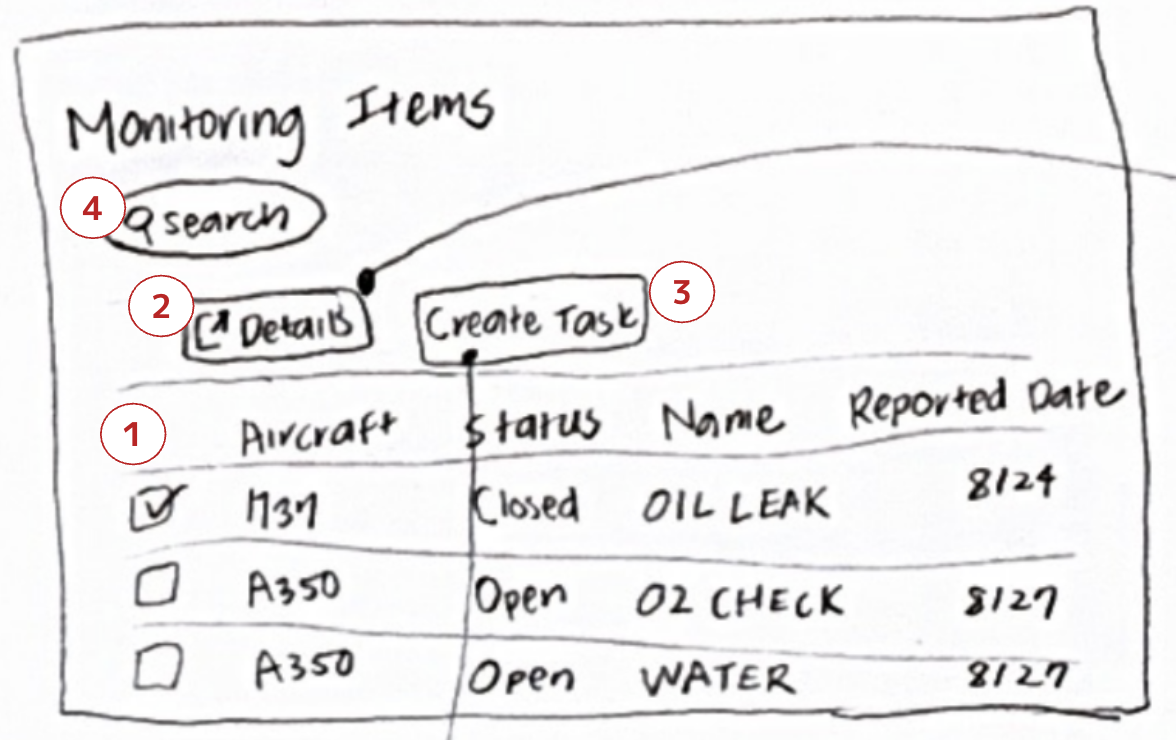 Monitoring Items
4 search
2 Details Create Task 3
1 Aircraft Status Name Reported Date
Closed OIL LEAK 8/24
A350 Open O2 CHECK 8/27
A350 Open WATER 8/27